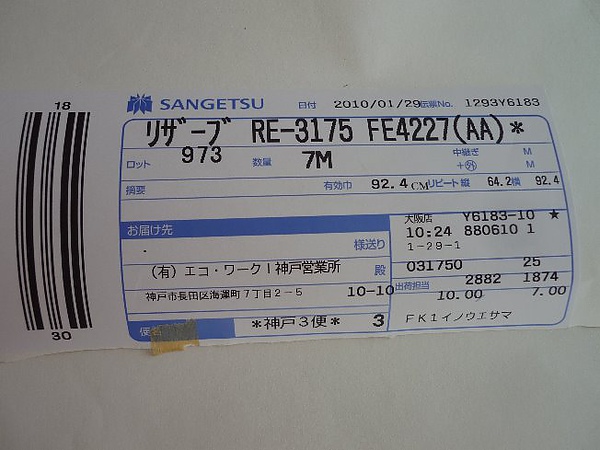 18
SANGETSU 日付 2010/01/29 伝票No. 1293Y6183
ﾘｻﾞｰﾌﾞ RE-3175 FE4227(AA)*
ロット 973 数量 7M 中継ぎ M
+外 M
摘要 有効巾 92.4 CM リピート 縦 64.2 横 92.4
お届け先 大阪店 Y6183-10 ★
. 様送り 10:24 880610 1
1-29-1
(有)エコ・ワーク|神戸営業所 殿 031750 25
神戸市長田区海運町7丁目2-5 10-10 出荷担当 2882 1874
10.00 7.00
便名 *神戸3便* 3 FK1イノウエサマ
30